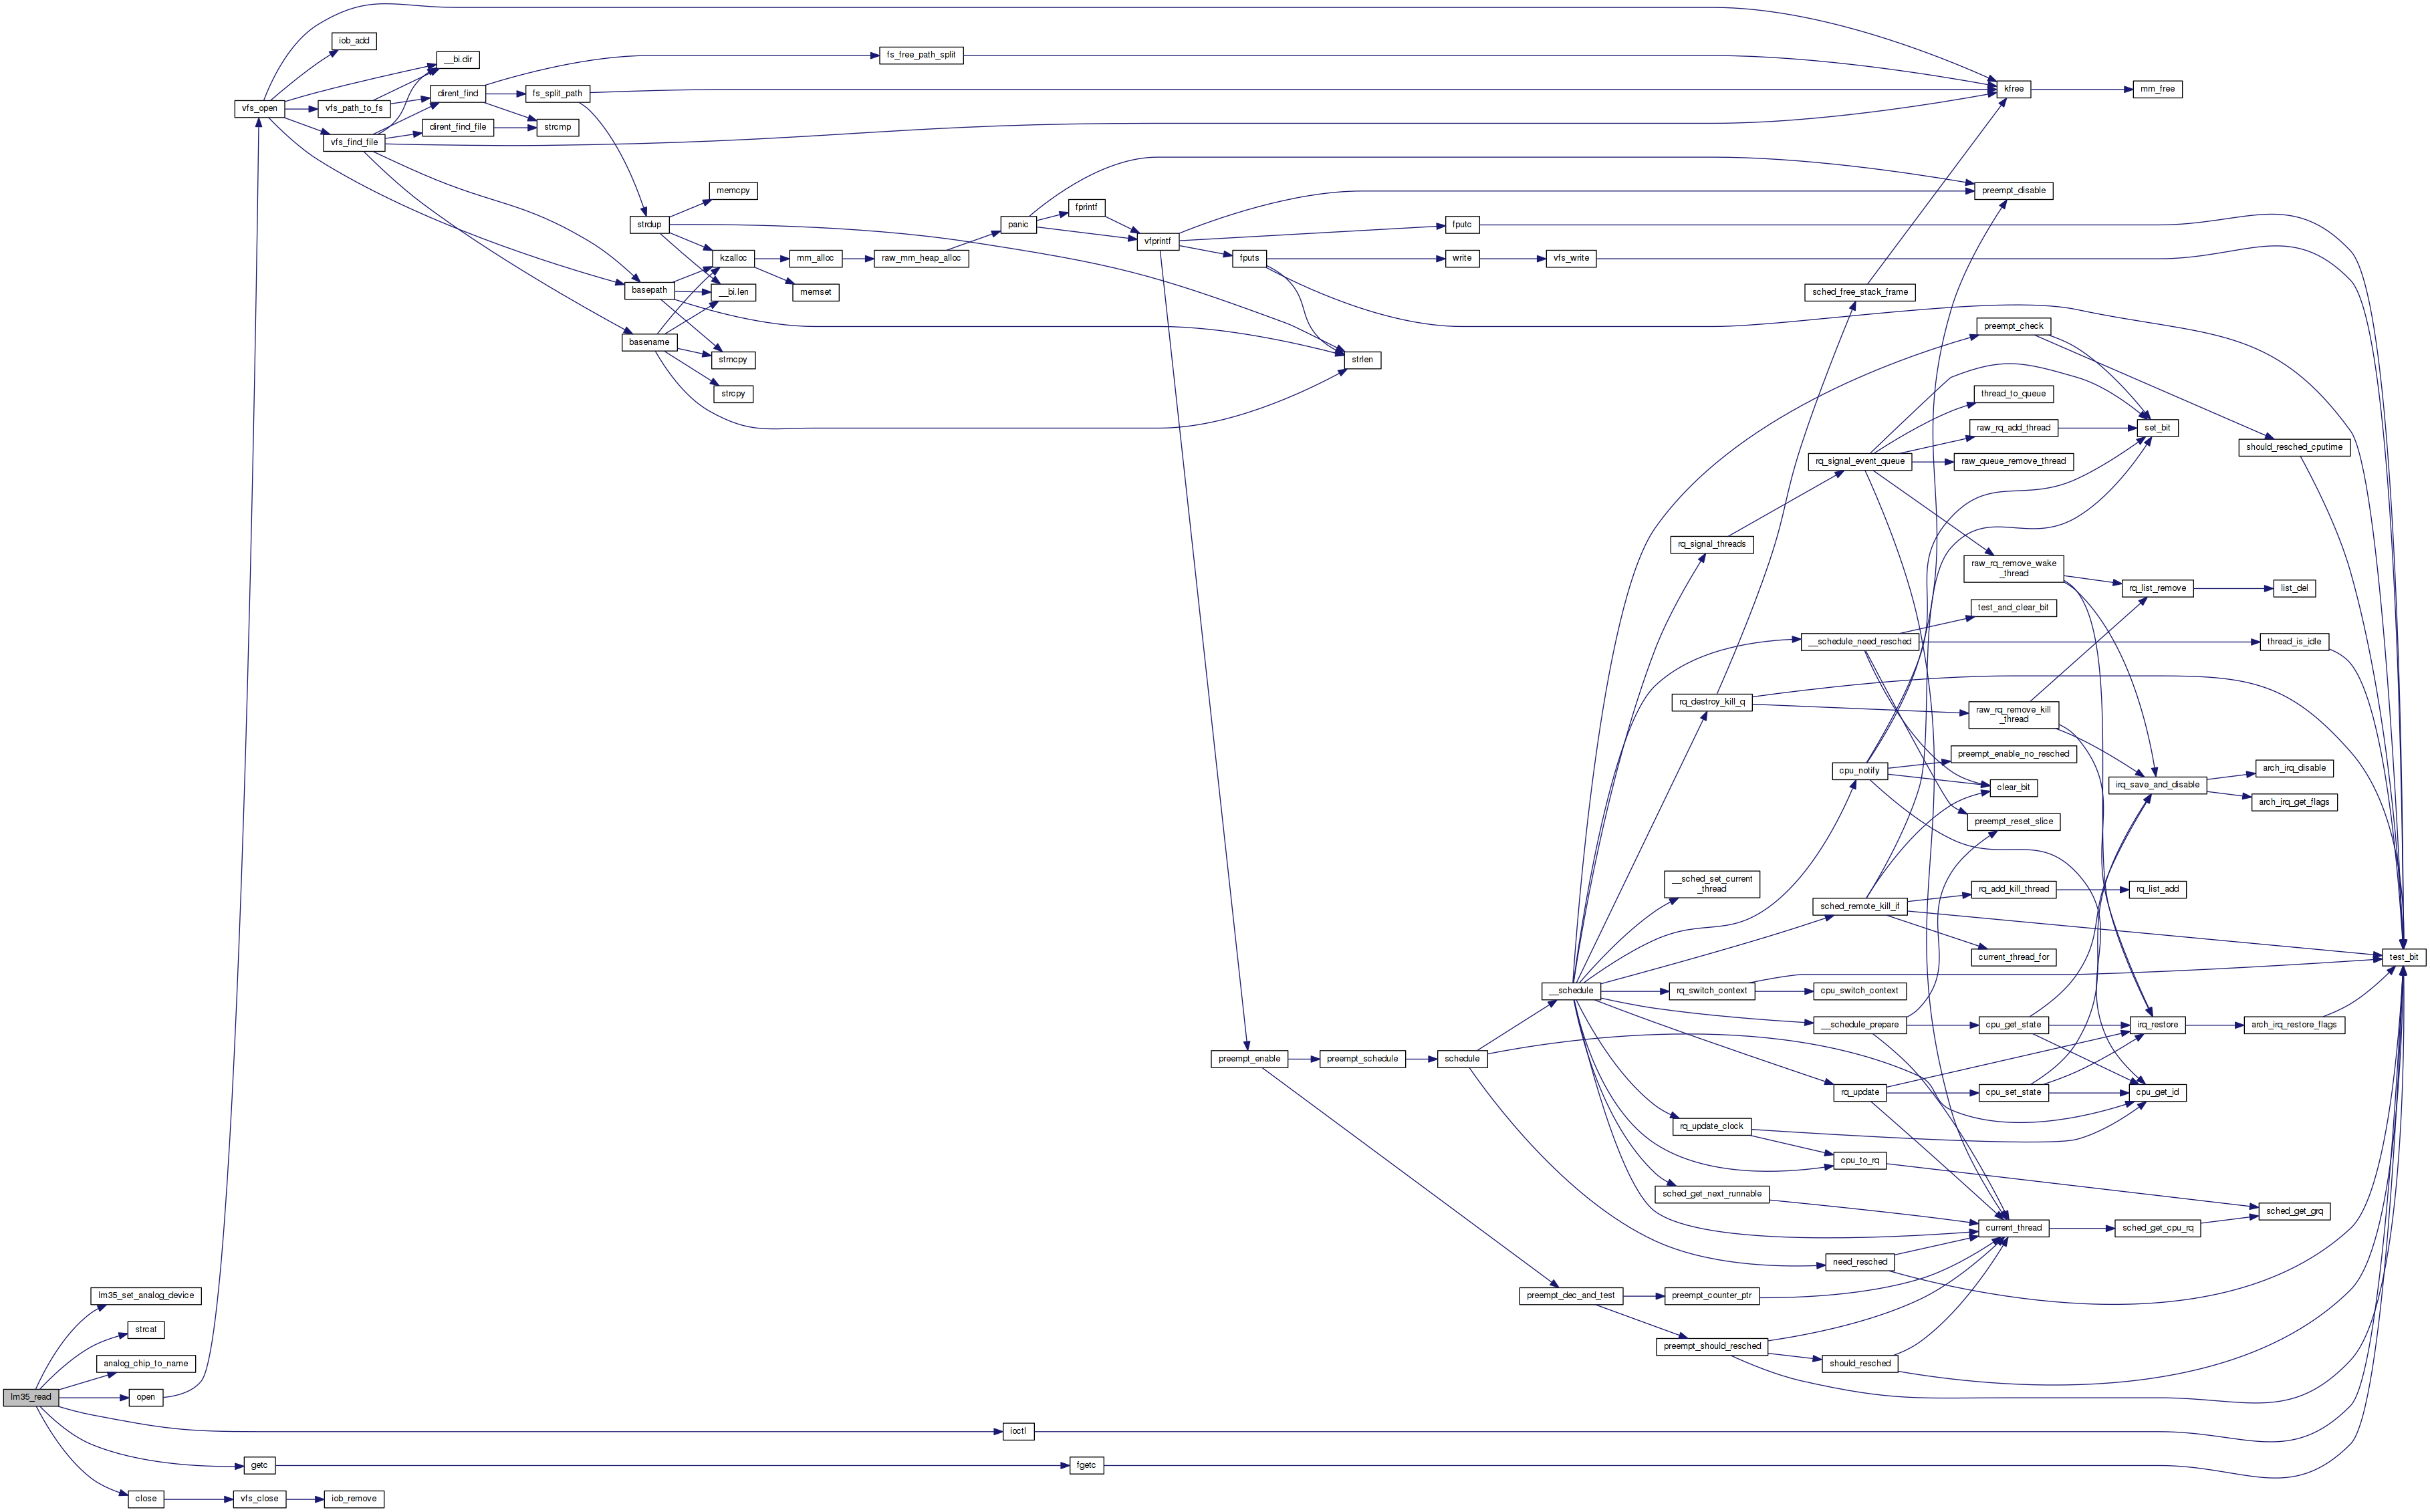 iob_add
__bi.dir
fs_free_path_split
vfs_open
vfs_path_to_fs
dirent_find
fs_split_path
kfree
mm_free
dirent_find_file
strcmp
vfs_find_file
memcpy
preempt_disable
fprintf
strdup
panic
vfprintf
fputc
kzalloc
mm_alloc
raw_mm_heap_alloc
fputs
write
vfs_write
basepath
__bi.len
memset
sched_free_stack_frame
preempt_check
basename
strncpy
strlen
strcpy
thread_to_queue
raw_rq_add_thread
set_bit
should_resched_cputime
rq_signal_event_queue
raw_queue_remove_thread
rq_signal_threads
raw_rq_remove_wake
_thread
rq_list_remove
list_del
test_and_clear_bit
__schedule_need_resched
thread_is_idle
rq_destroy_kill_q
raw_rq_remove_kill
_thread
preempt_enable_no_resched
cpu_notify
arch_irq_disable
clear_bit
irq_save_and_disable
arch_irq_get_flags
preempt_reset_slice
__sched_set_current
_thread
rq_add_kill_thread
rq_list_add
sched_remote_kill_if
current_thread_for
test_bit
__schedule
rq_switch_context
cpu_switch_context
__schedule_prepare
cpu_get_state
irq_restore
arch_irq_restore_flags
preempt_enable
preempt_schedule
schedule
rq_update
cpu_set_state
cpu_get_id
rq_update_clock
cpu_to_rq
sched_get_next_runnable
sched_get_grq
current_thread
sched_get_cpu_rq
need_resched
lm35_set_analog_device
preempt_dec_and_test
preempt_counter_ptr
strcat
preempt_should_resched
analog_chip_to_name
should_resched
lm35_read
open
ioctl
getc
fgetc
close
vfs_close
iob_remove